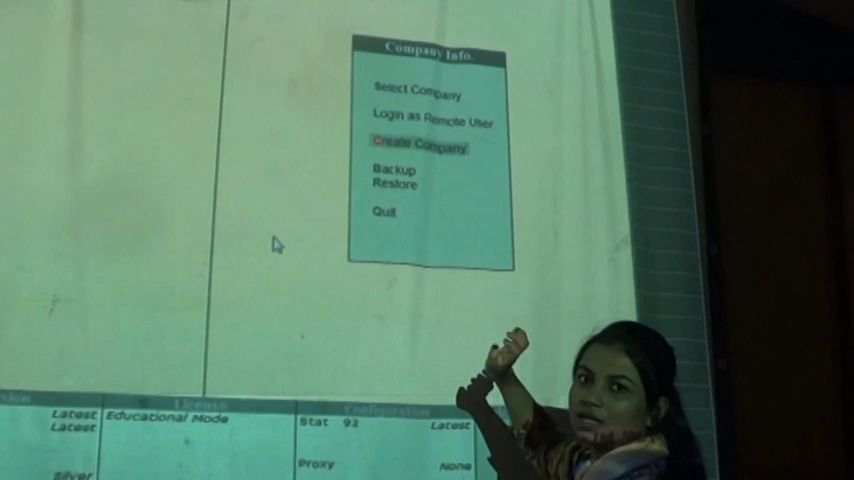 Company Info.
Select Company
Login as Remote User
Create Company
Backup
Restore
Quit
License
Configuration
Latest
Latest
Silver
Educational Mode
Stat 92 Latest
Proxy None